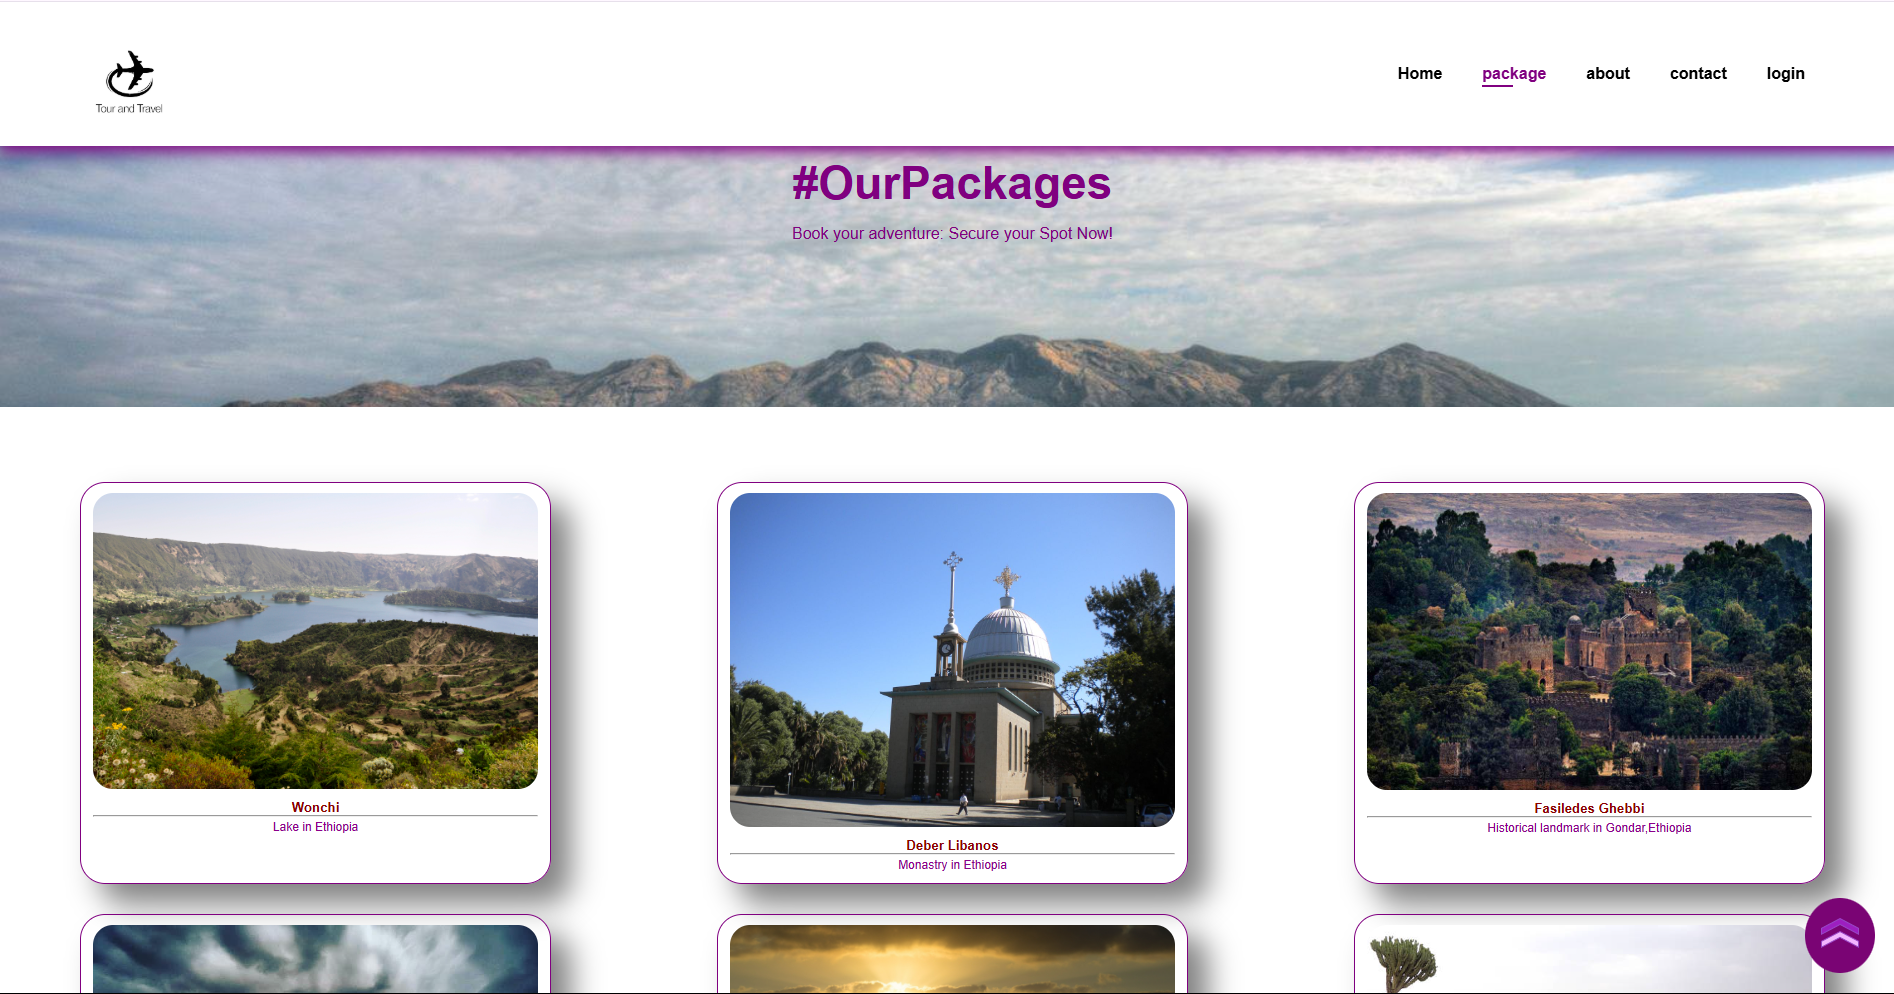 Tour and Travel
Home package about contact login
#OurPackages
Book your adventure: Secure your Spot Now!
Wonchi
Lake in Ethiopia
Deber Libanos
Monastry in Ethiopia
Fasiledes Ghebbi
Historical landmark in Gondar,Ethiopia